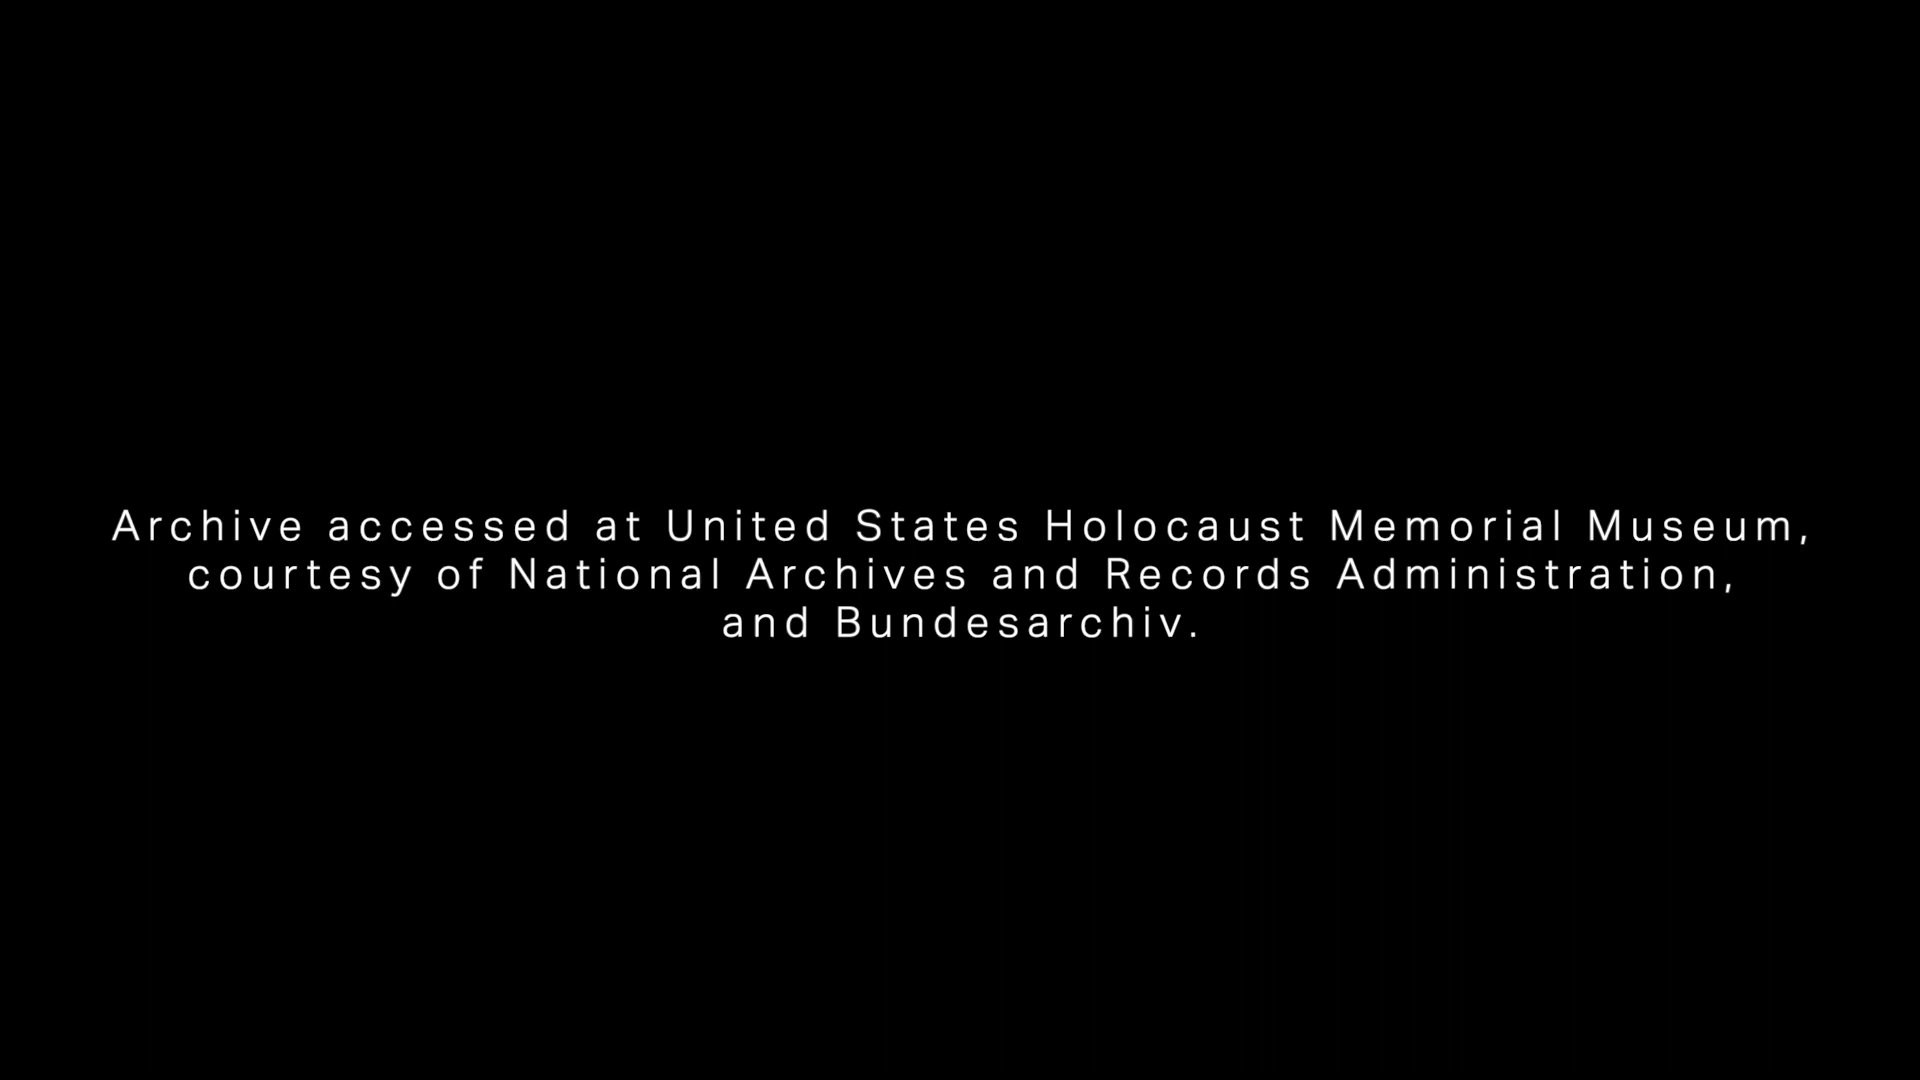 Archive accessed at United States Holocaust Memorial Museum,
courtesy of National Archives and Records Administration,
and Bundesarchiv.